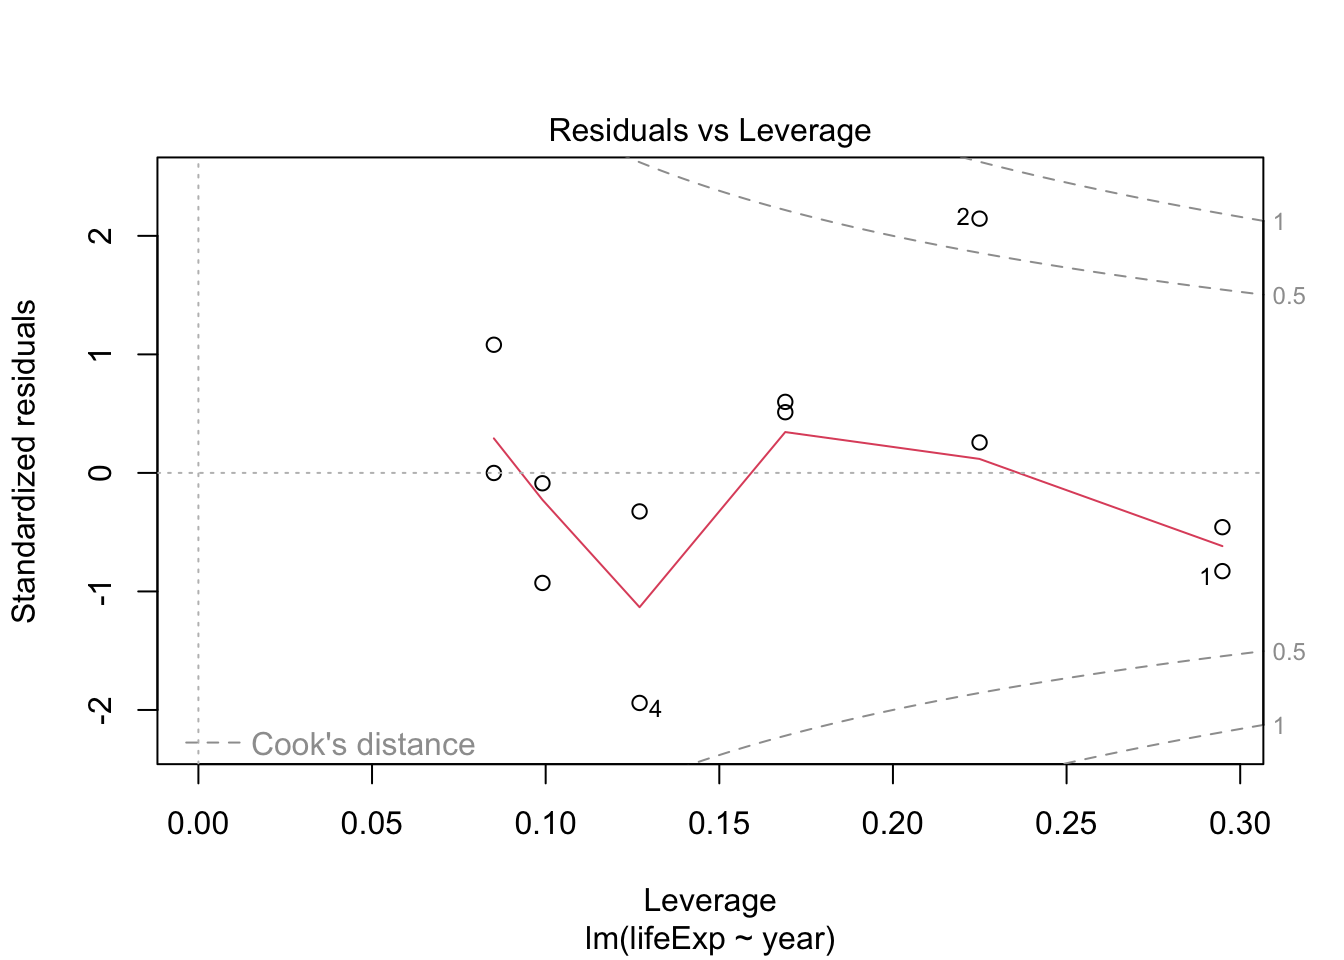 Residuals vs Leverage
Standardized residuals
2
1
0
-1
-2
2
4
1
1
0.5
0.5
1
Cook's distance
0.00 0.05 0.10 0.15 0.20 0.25 0.30
Leverage
lm(lifeExp ~ year)